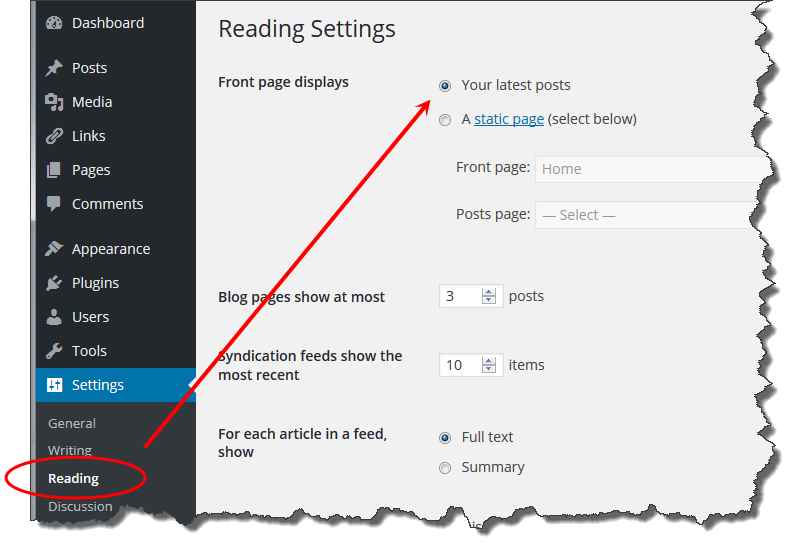 Dashboard
Posts
Media
Links
Pages
Comments
Appearance
Plugins
Users
Tools
Settings
General
Writing
Reading
Discussion
Reading Settings
Front page displays
Your latest posts
A static page (select below)
Front page: Home
Posts page: — Select —
Blog pages show at most 3 posts
Syndication feeds show the
most recent
10 items
For each article in a feed,
show
Full text
Summary